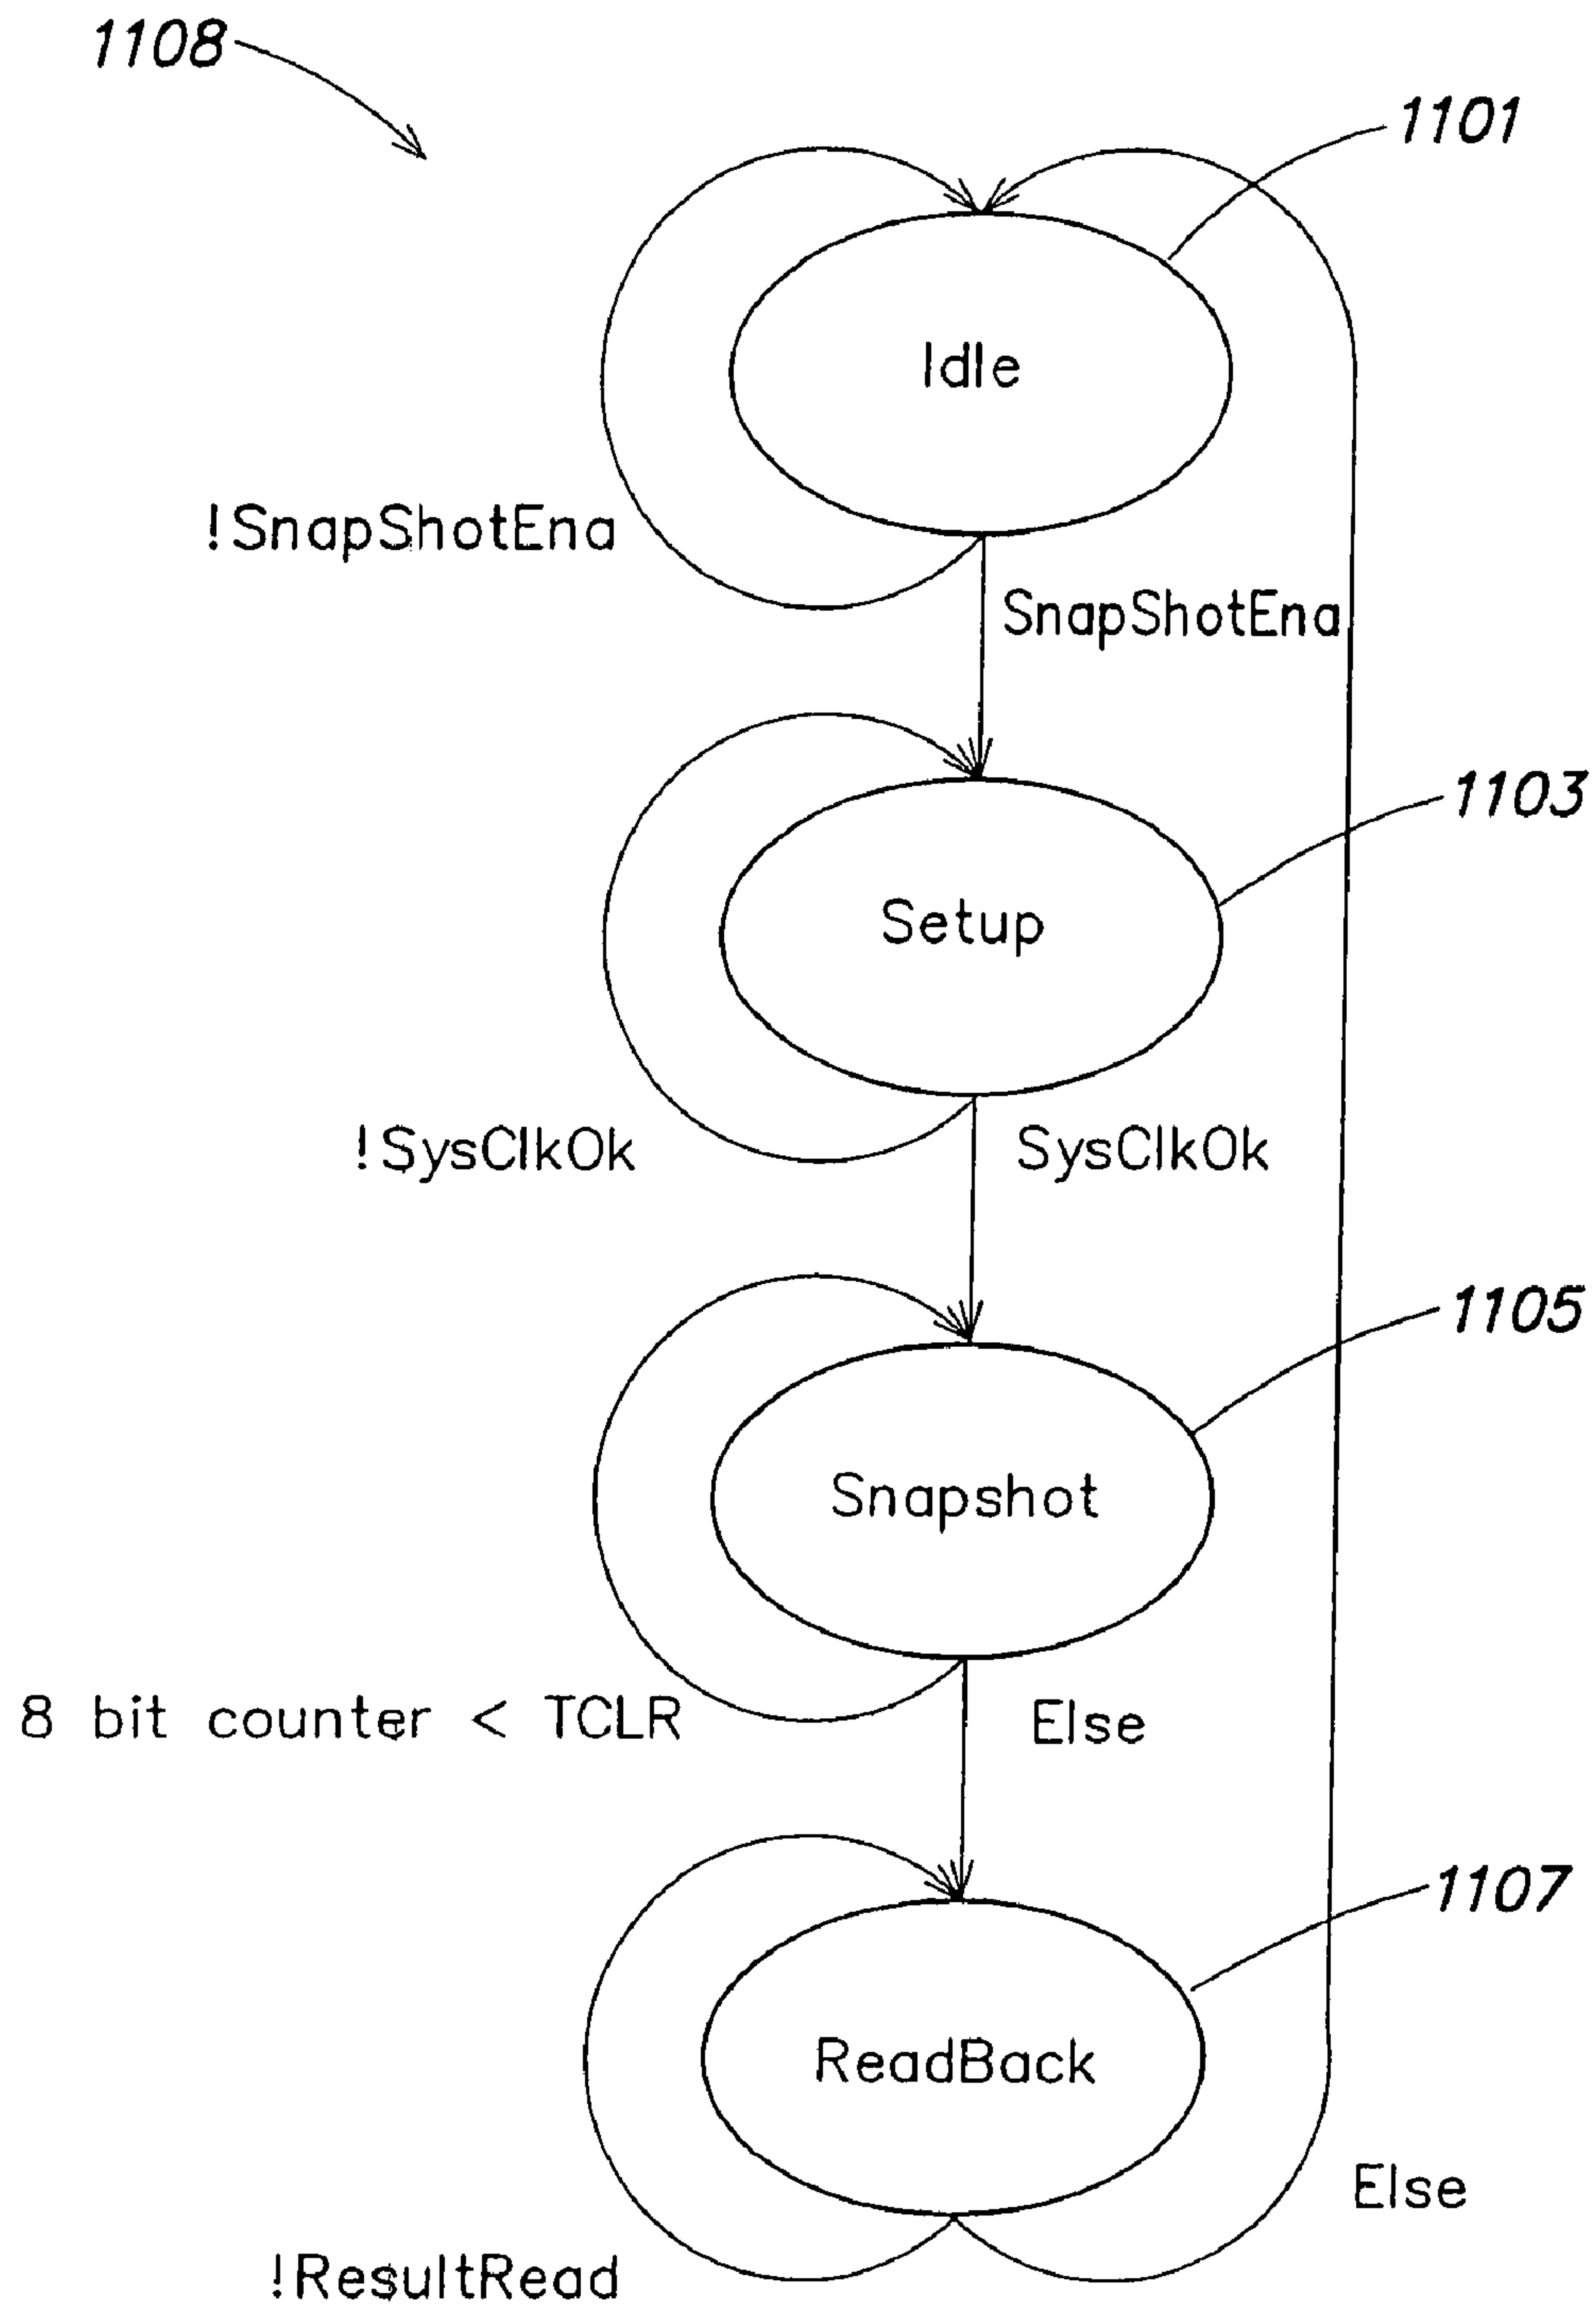 1108
1101
Idle
!SnapShotEna
SnapShotEna
1103
Setup
!SysClkOk
SysClkOk
1105
Snapshot
8 bit counter < TCLR
Else
1107
ReadBack
Else
!ResultRead